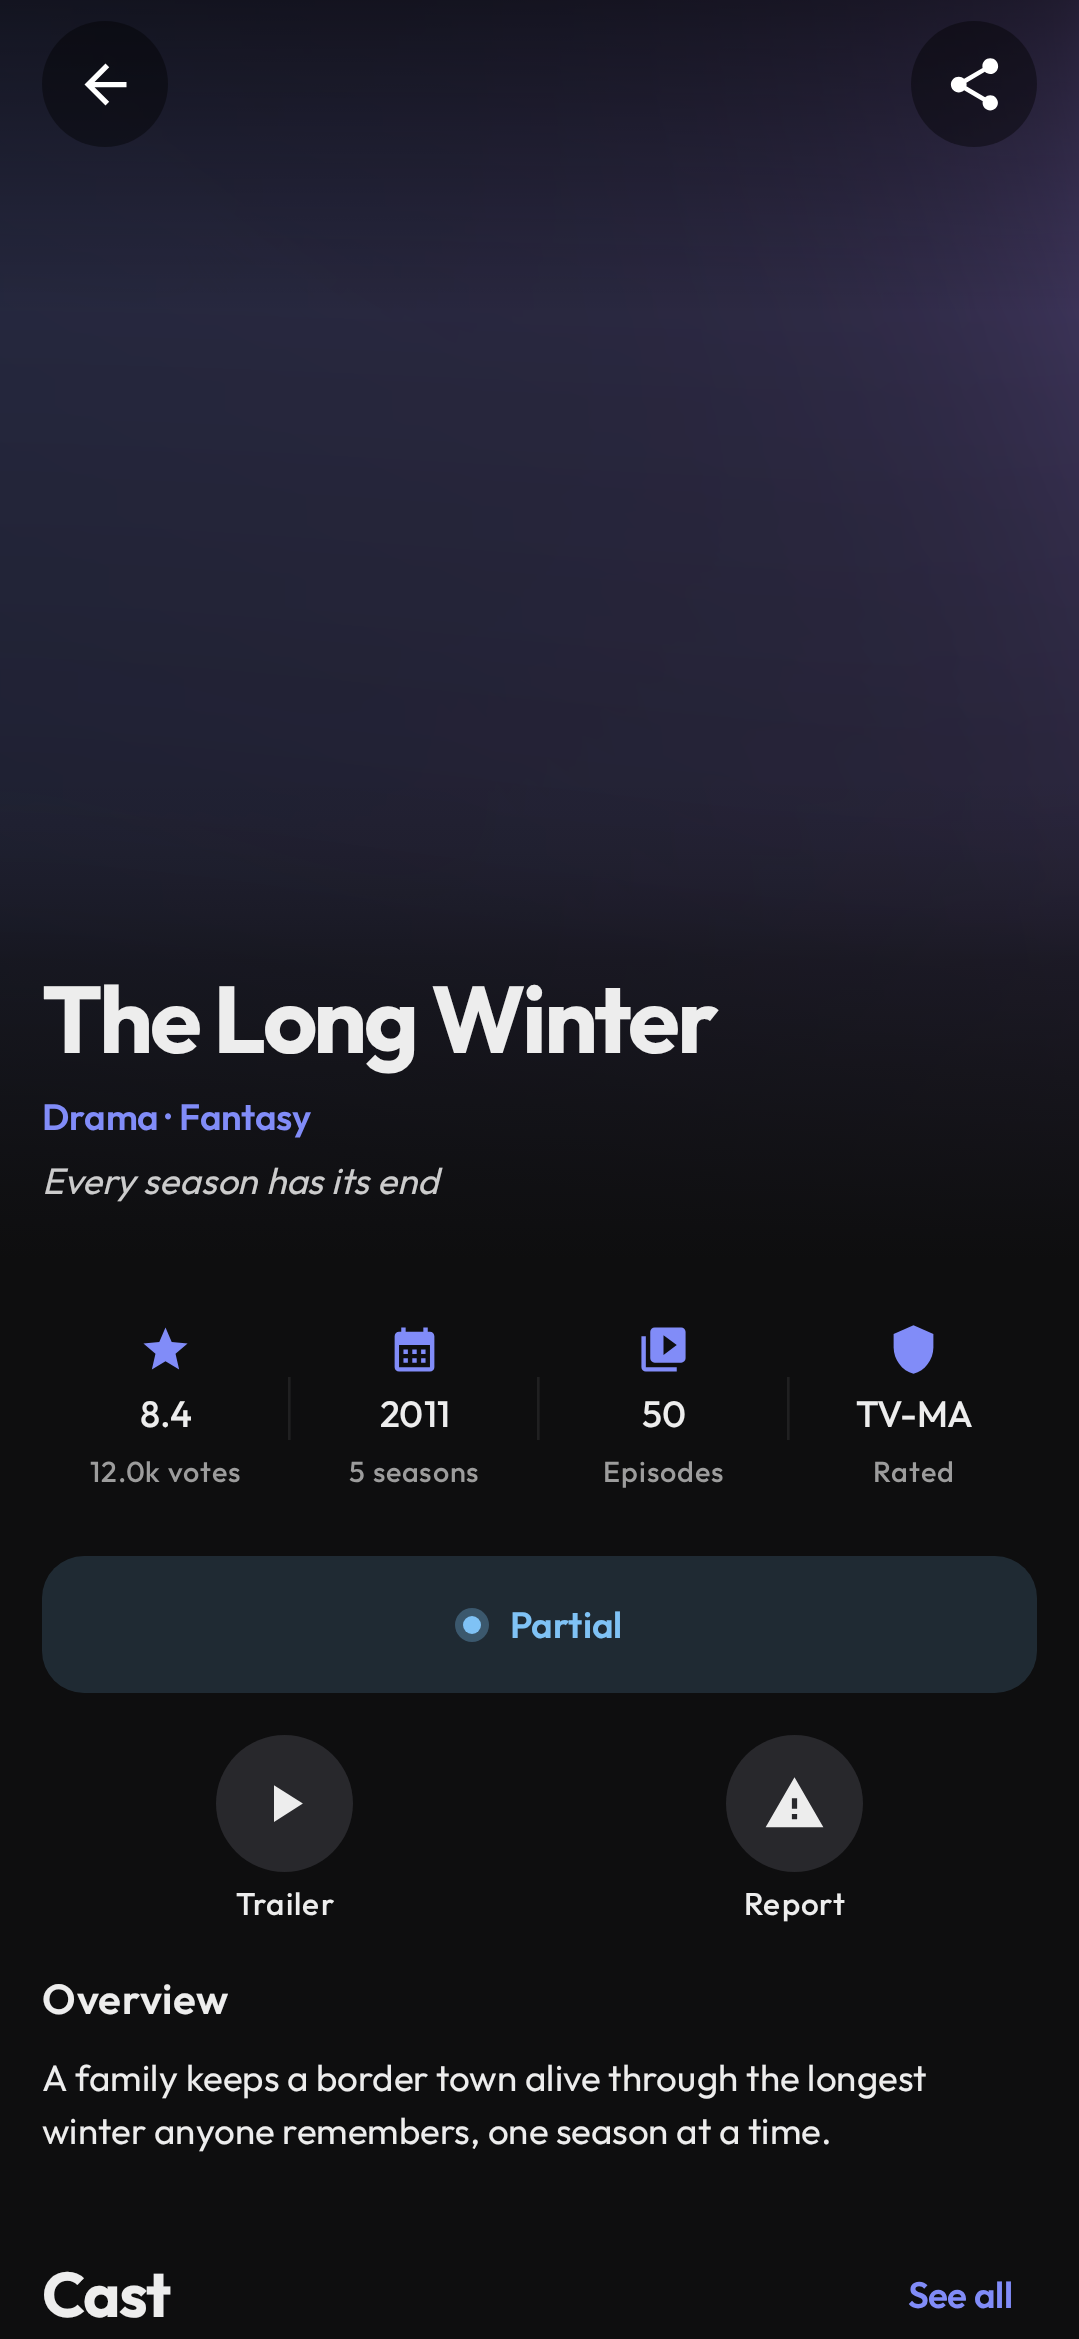 The Long Winter
Drama · Fantasy
Every season has its end
8.4
2011
50
TV-MA
12.0k votes
5 seasons
Episodes
Rated
Partial
Trailer
Report
Overview
A family keeps a border town alive through the longest
winter anyone remembers, one season at a time.
Cast
See all